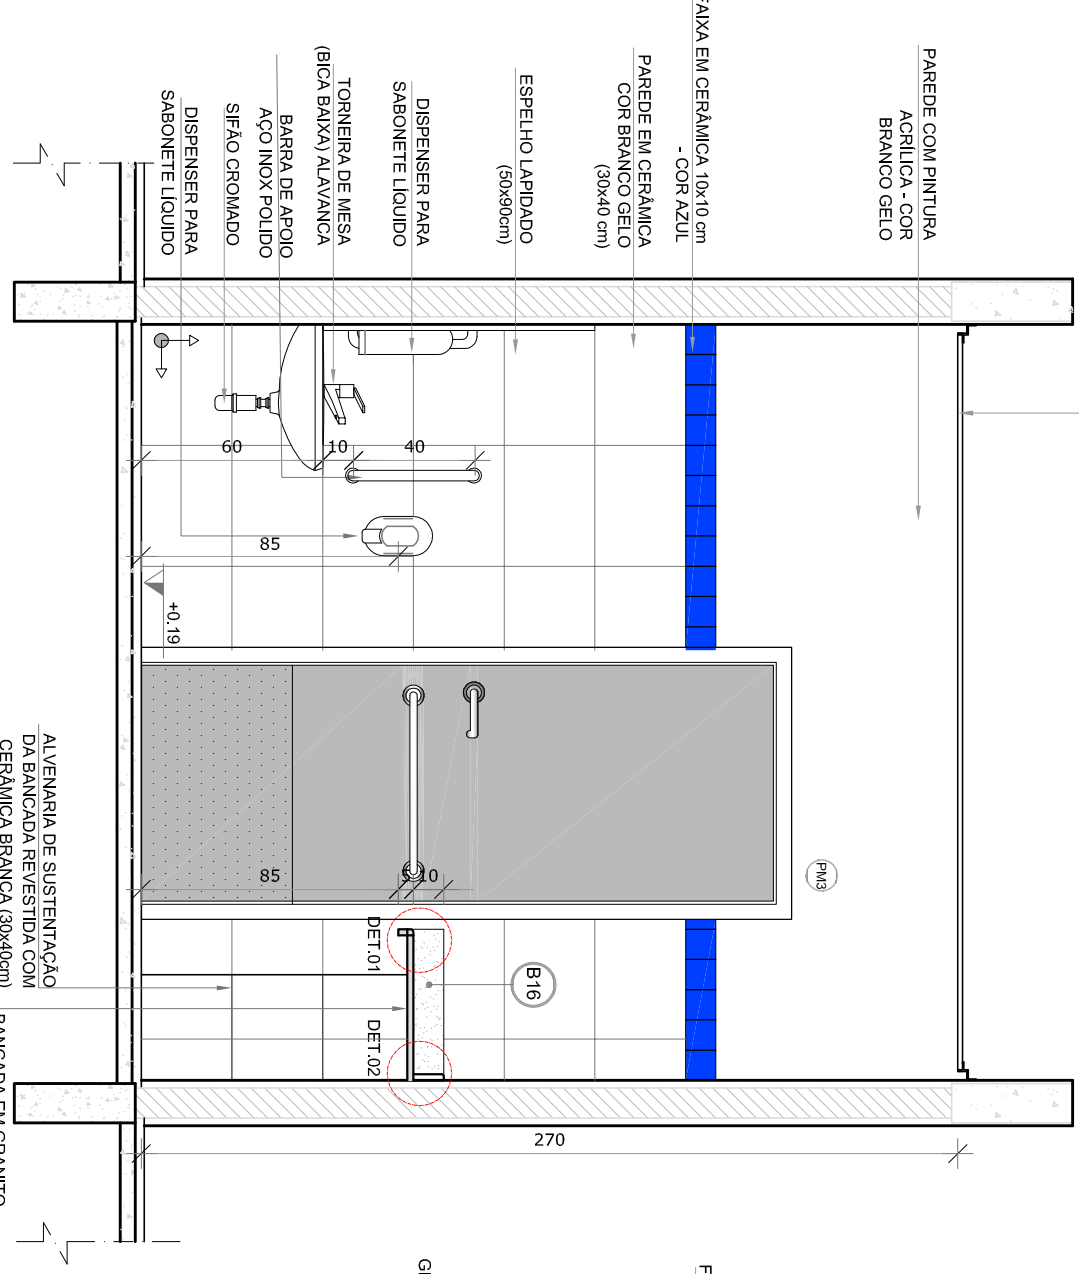 FAIXA EM CERÂMICA 10x10 cm
- COR AZUL
PAREDE COM PINTURA
ACRÍLICA - COR
BRANCO GELO
PAREDE EM CERÂMICA
COR BRANCO GELO
(30x40 cm)
ESPELHO LAPIDADO
(50x90cm)
DISPENSER PARA
SABONETE LÍQUIDO
TORNEIRA DE MESA
(BICA BAIXA) ALAVANCA
BARRA DE APOIO
AÇO INOX POLIDO
SIFÃO CROMADO
DISPENSER PARA
SABONETE LÍQUIDO
60
10
40
85
+0.19
85
10
PM3
DET.01
B16
DET.02
270
ALVENARIA DE SUSTENTAÇÃO
DA BANCADA REVESTIDA COM
CERÂMICA BRANCA (30x40cm)
BANCADA EM GRANITO